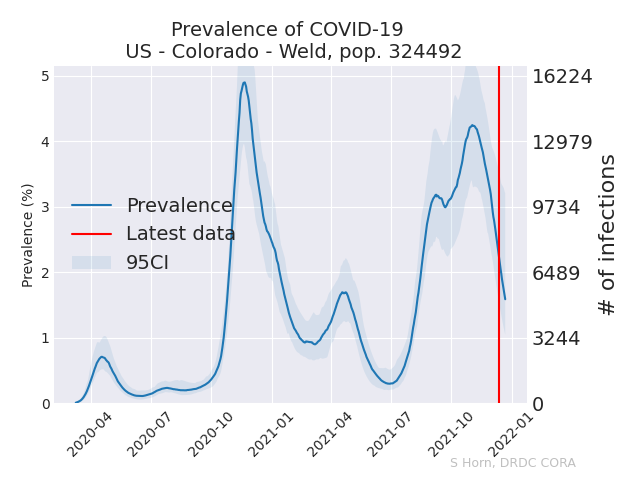 Prevalence of COVID-19
US - Colorado - Weld, pop. 324492
5
4
3
2
1
0
Prevalence (%)
16224
12979
9734
6489
3244
0
# of infections
Prevalence
Latest data
95CI
2020-04
2020-07
2020-10
2021-01
2021-04
2021-07
2021-10
2022-01
S Horn, DRDC CORA